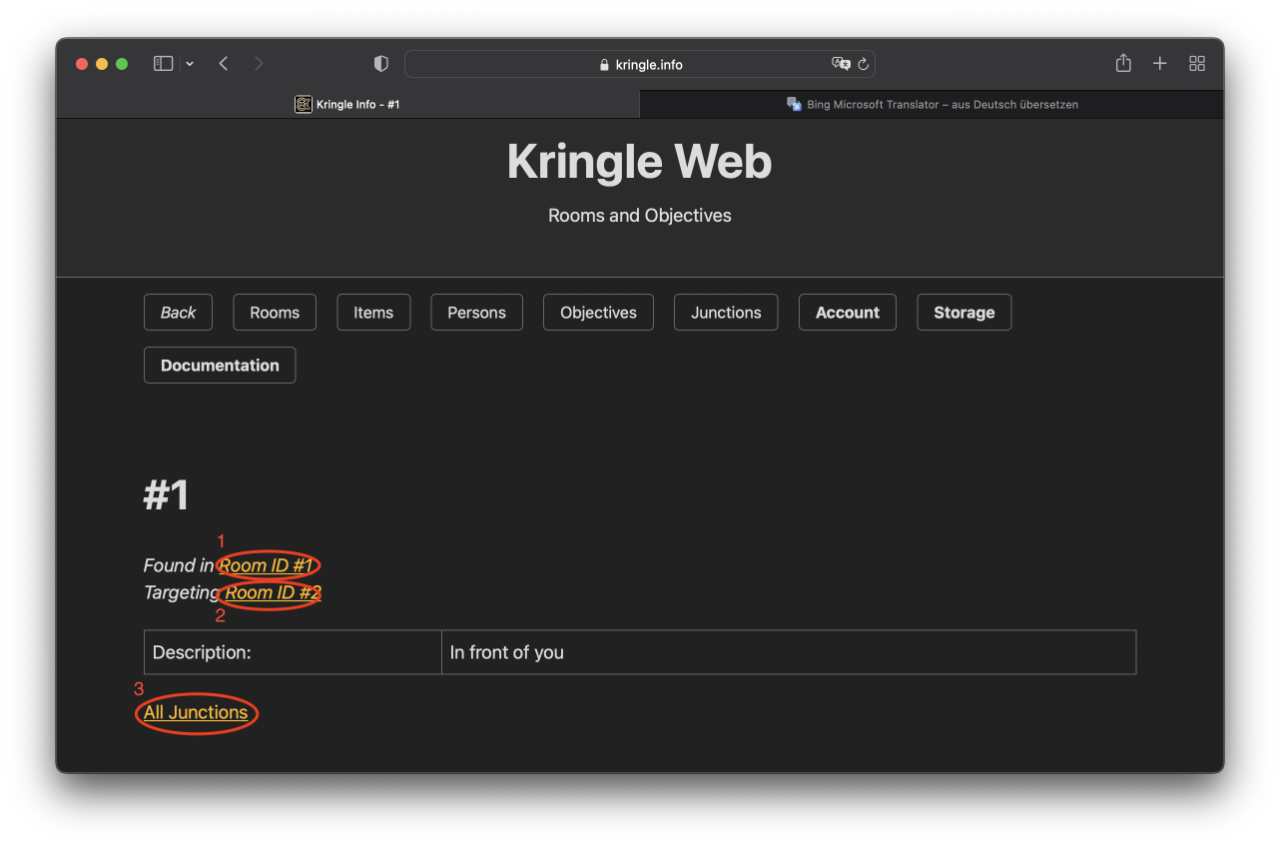 kringle.info
Kringle Info - #1
Bing Microsoft Translator – aus Deutsch übersetzen
Kringle Web
Rooms and Objectives
Back Rooms Items Persons Objectives Junctions Account Storage
Documentation
#1
1
Found in Room ID #1
Targeting Room ID #2
2
Description: In front of you
3
All Junctions